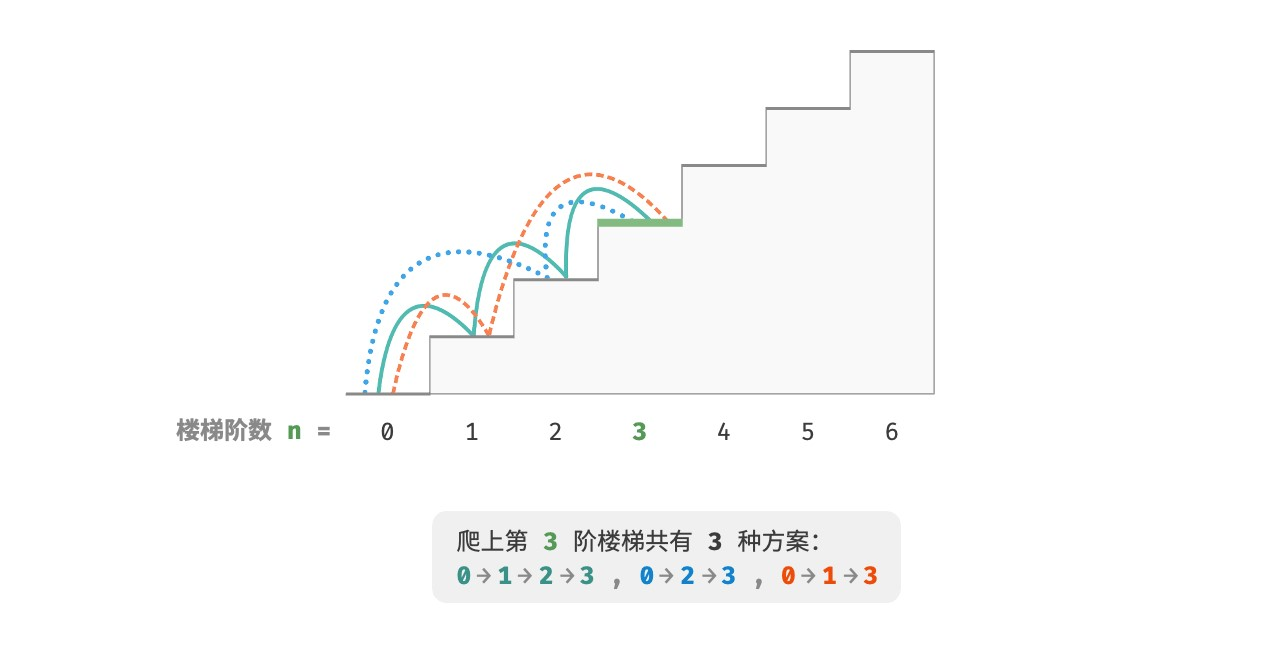 楼梯阶数 n = 0 1 2 3 4 5 6
爬上第 3 阶楼梯共有 3 种方案：
0→1→2→3 , 0→2→3 , 0→1→3